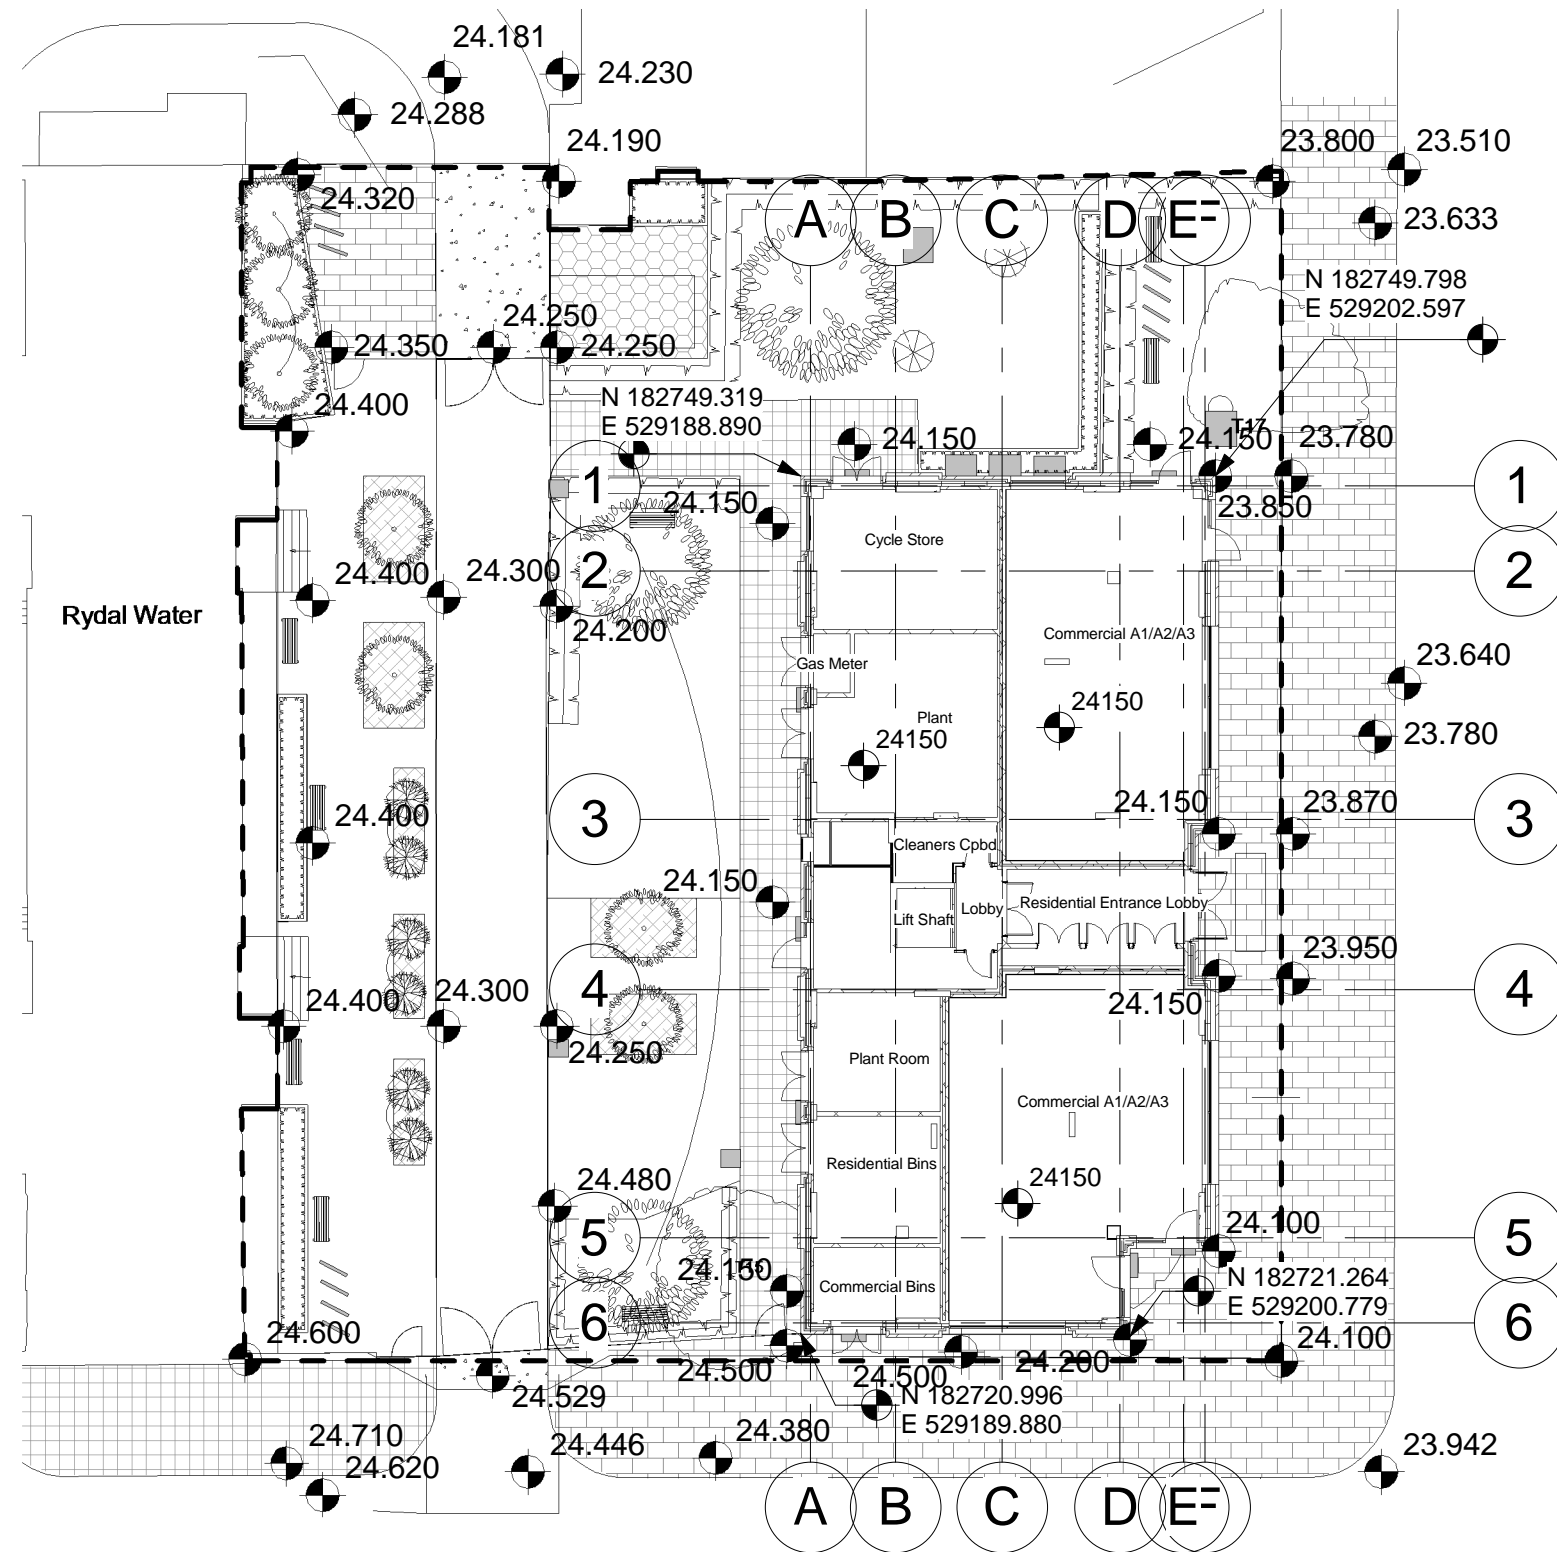 24.181
24.230
24.288
24.190
23.800
23.510
24.320
A B C D E F
23.633
N 182749.798
E 529202.597
24.250
24.350
24.250
N 182749.319
E 529188.890
24.400
24.150
24.150
T17
23.780
1
24.150
23.850
1
Cycle Store
2
24.400
24.300
24.200
2
Rydal Water
Commercial A1/A2/A3
Gas Meter
23.640
Plant
24150
24150
23.780
24.150
23.870
3
24.400
3
Cleaners Cpbd
24.150
Lift Shaft
Lobby
Residential Entrance Lobby
23.950
4
24.400
24.300
24.150
4
24.250
Plant Room
Commercial A1/A2/A3
Residential Bins
24.480
24150
24.100
5
5
24.150
Commercial Bins
N 182721.264
E 529200.779
6
24.600
24.100
6
24.500
24.500
24.200
24.529
N 182720.996
E 529189.880
24.710
24.620
24.446
24.380
23.942
A B C D E F